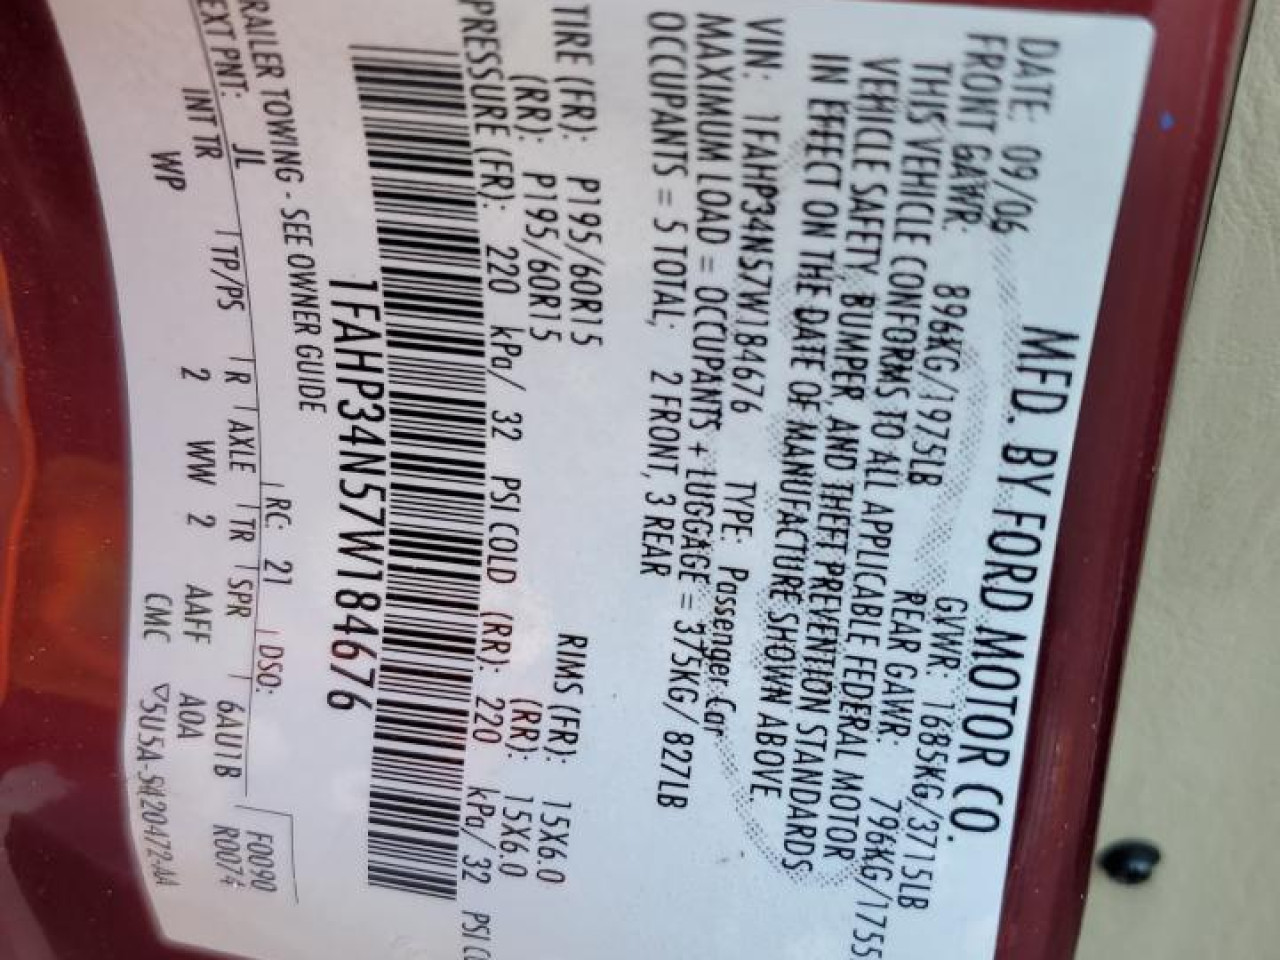 MFD. BY FORD MOTOR CO.
DATE: 09/06 GVWR: 1685KG/3715LB
FRONT GAWR: 896KG/1975LB REAR GAWR: 796KG/1755
THIS VEHICLE CONFORMS TO ALL APPLICABLE FEDERAL MOTOR
VEHICLE SAFETY, BUMPER, AND THEFT PREVENTION STANDARDS
IN EFFECT ON THE DATE OF MANUFACTURE SHOWN ABOVE.
VIN: 1FAHP34N57W184676 TYPE: Passenger Car
MAXIMUM LOAD = OCCUPANTS + LUGGAGE = 375KG/827LB
OCCUPANTS = 5 TOTAL; 2 FRONT, 3 REAR
TIRE (FR): P195/60R15 RIMS (FR): 15X6.0
(RR): P195/60R15 (RR): 15X6.0
PRESSURE (FR): 220 kPa/ 32 PSI COLD (RR): 220 kPa/ 32 PSI
1FAHP34N57W184676
RAILER TOWING - SEE OWNER GUIDE
EXT PNT: JL RC: 21 DSO: F0090
R0074
INT TR TP/PS R AXLE TR SPR 6AU1B
WP 2 WW 2 AAFF A0A
CMC